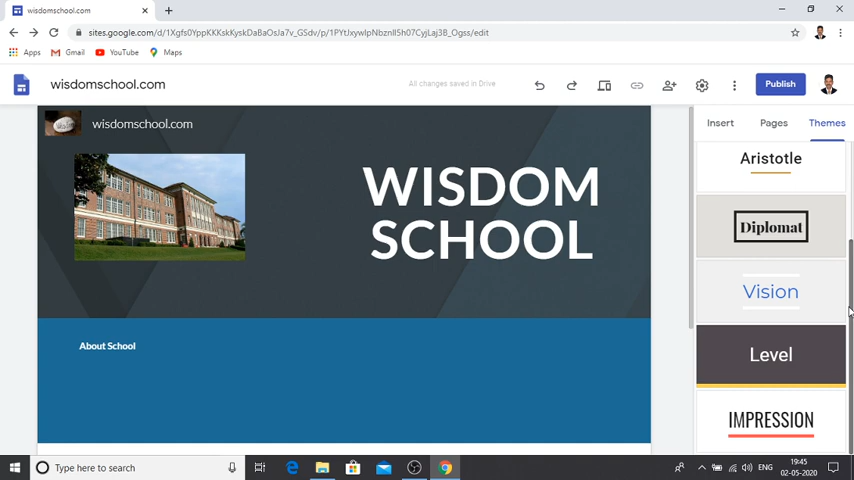 wisdomschool.com
sites.google.com/d/1Xgfs0YppKKKskKyskDaBaOsJa7v_GSdv/p/1PYtJxywIpNbznll5h07CyjLaj3B_Ogss/edit
Apps Gmail YouTube Maps
wisdomschool.com All changes saved in Drive Publish
wisdomschool.com
WISDOM
SCHOOL
About School
Insert Pages Themes
Aristotle
Diplomat
Vision
Level
IMPRESSION
Type here to search
ENG
19:45
02-05-2020